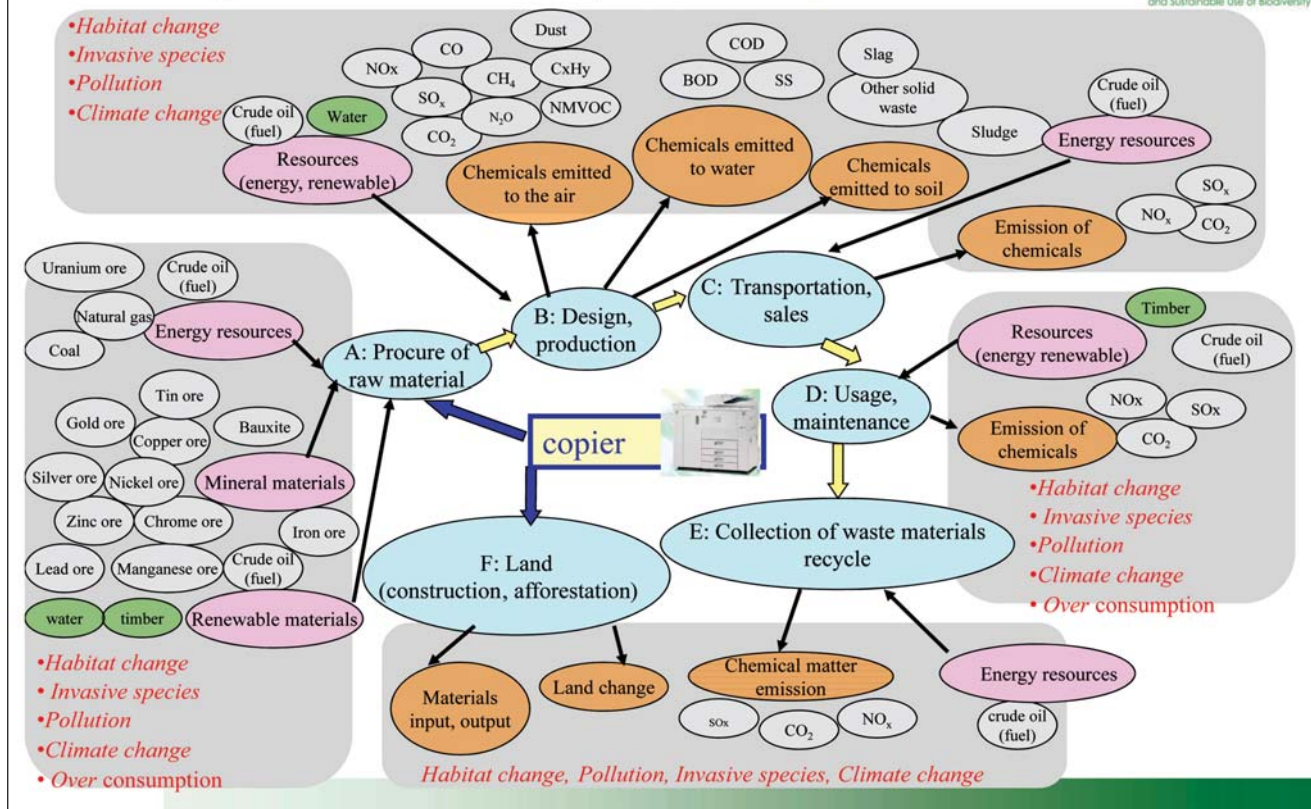 and Sustainable Use of Biodiversity
•Habitat change
•Invasive species
•Pollution
•Climate change
Crude oil
(fuel)
Water
Resources
(energy, renewable)
NOx
CO
Dust
SOx
CH4
CxHy
CO2
N2O
NMVOC
Chemicals emitted
to the air
COD
BOD
SS
Chemicals emitted
to water
Slag
Other solid
waste
Sludge
Chemicals
emitted to soil
Crude oil
(fuel)
Energy resources
SOx
NOx
CO2
Emission of
chemicals
Uranium ore
Crude oil
(fuel)
Natural gas
Energy resources
Coal
A: Procure of
raw material
B: Design,
production
C: Transportation,
sales
D: Usage,
maintenance
Timber
Resources
(energy renewable)
Crude oil
(fuel)
NOx
SOx
CO2
Emission of
chemicals
•Habitat change
• Invasive species
•Pollution
•Climate change
• Over consumption
Tin ore
Gold ore
Copper ore
Bauxite
Silver ore
Nickel ore
Mineral materials
Zinc ore
Chrome ore
Iron ore
Lead ore
Manganese ore
Crude oil
(fuel)
water
timber
Renewable materials
•Habitat change
• Invasive species
•Pollution
•Climate change
• Over consumption
copier
E: Collection of waste materials
recycle
F: Land
(construction, afforestation)
Materials
input, output
Land change
Chemical matter
emission
SOx
CO2
NOx
Energy resources
crude oil
(fuel)
Habitat change, Pollution, Invasive species, Climate change